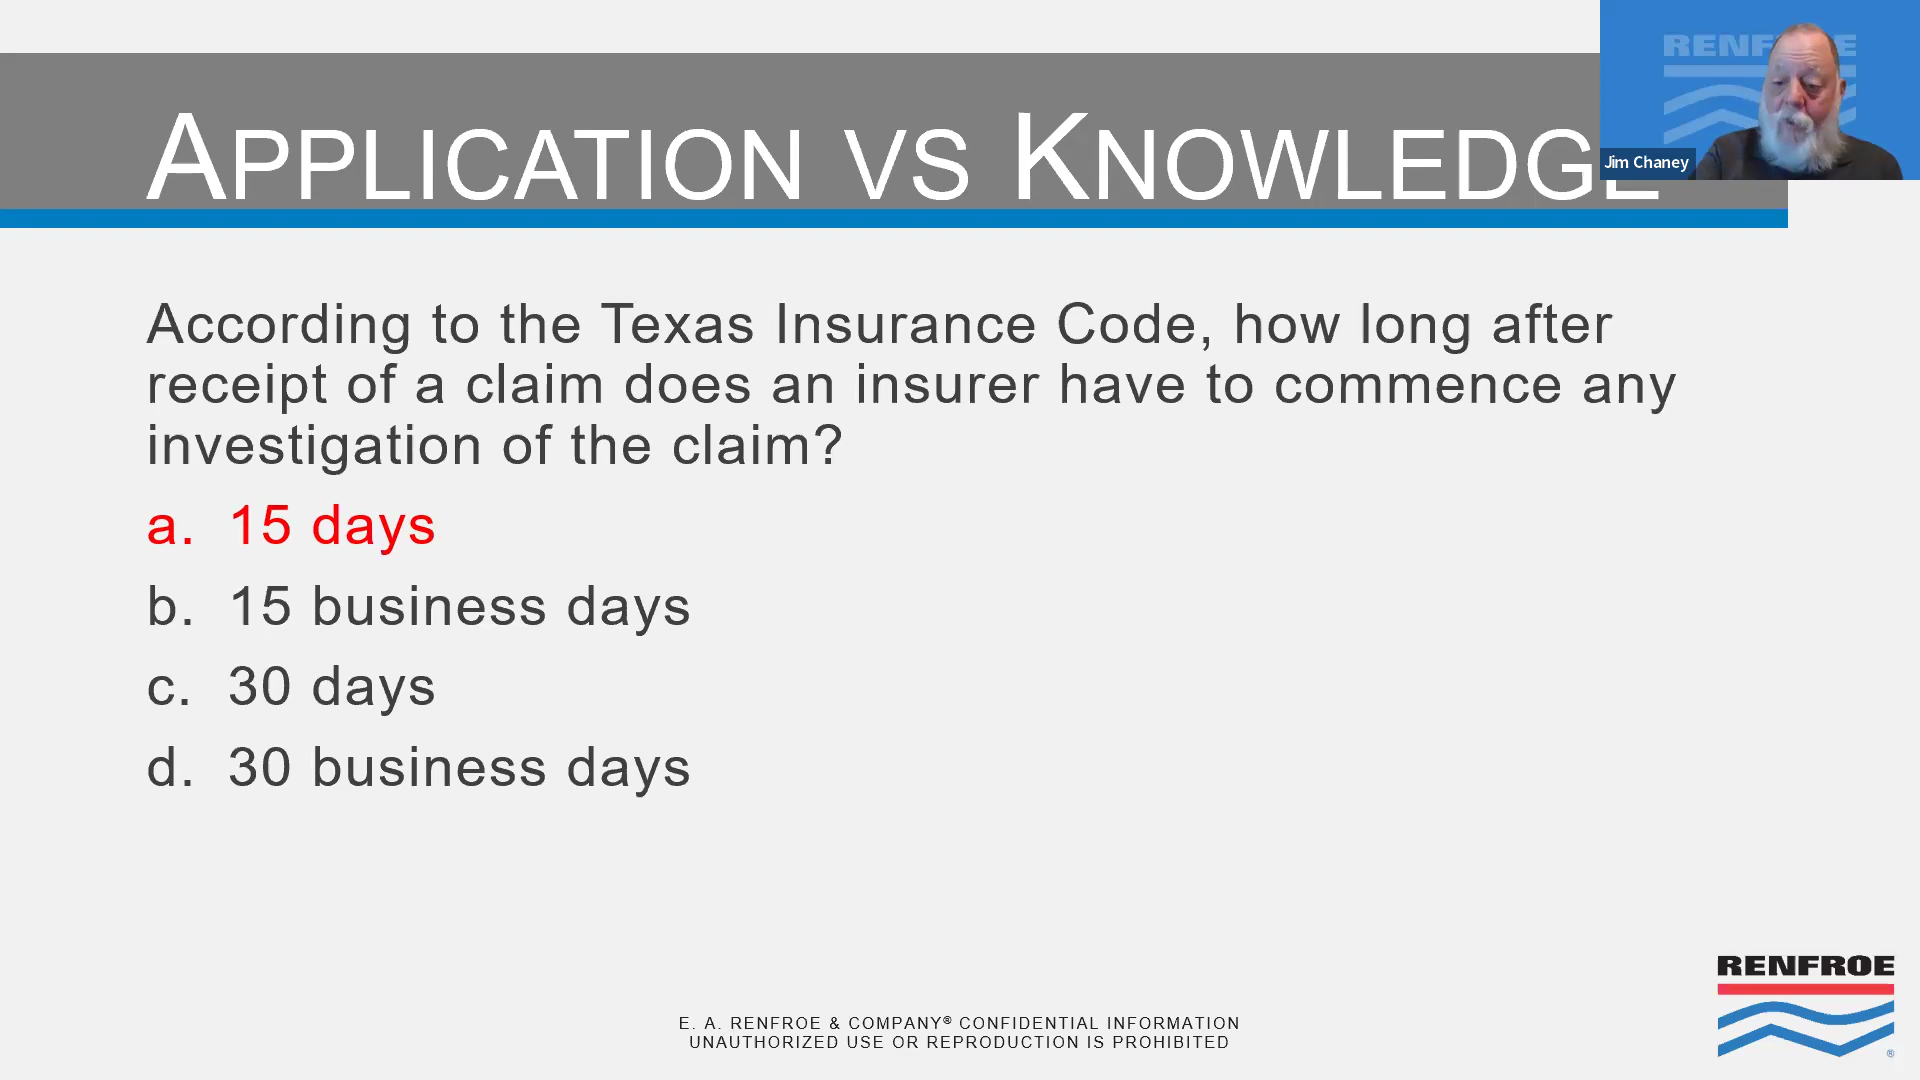 APPLICATION VS KNOWLEDGE
RENFROE
Jim Chaney
According to the Texas Insurance Code, how long after
receipt of a claim does an insurer have to commence any
investigation of the claim?
a. 15 days
b. 15 business days
c. 30 days
d. 30 business days
E. A. RENFROE & COMPANY® CONFIDENTIAL INFORMATION
UNAUTHORIZED USE OR REPRODUCTION IS PROHIBITED
RENFROE
®